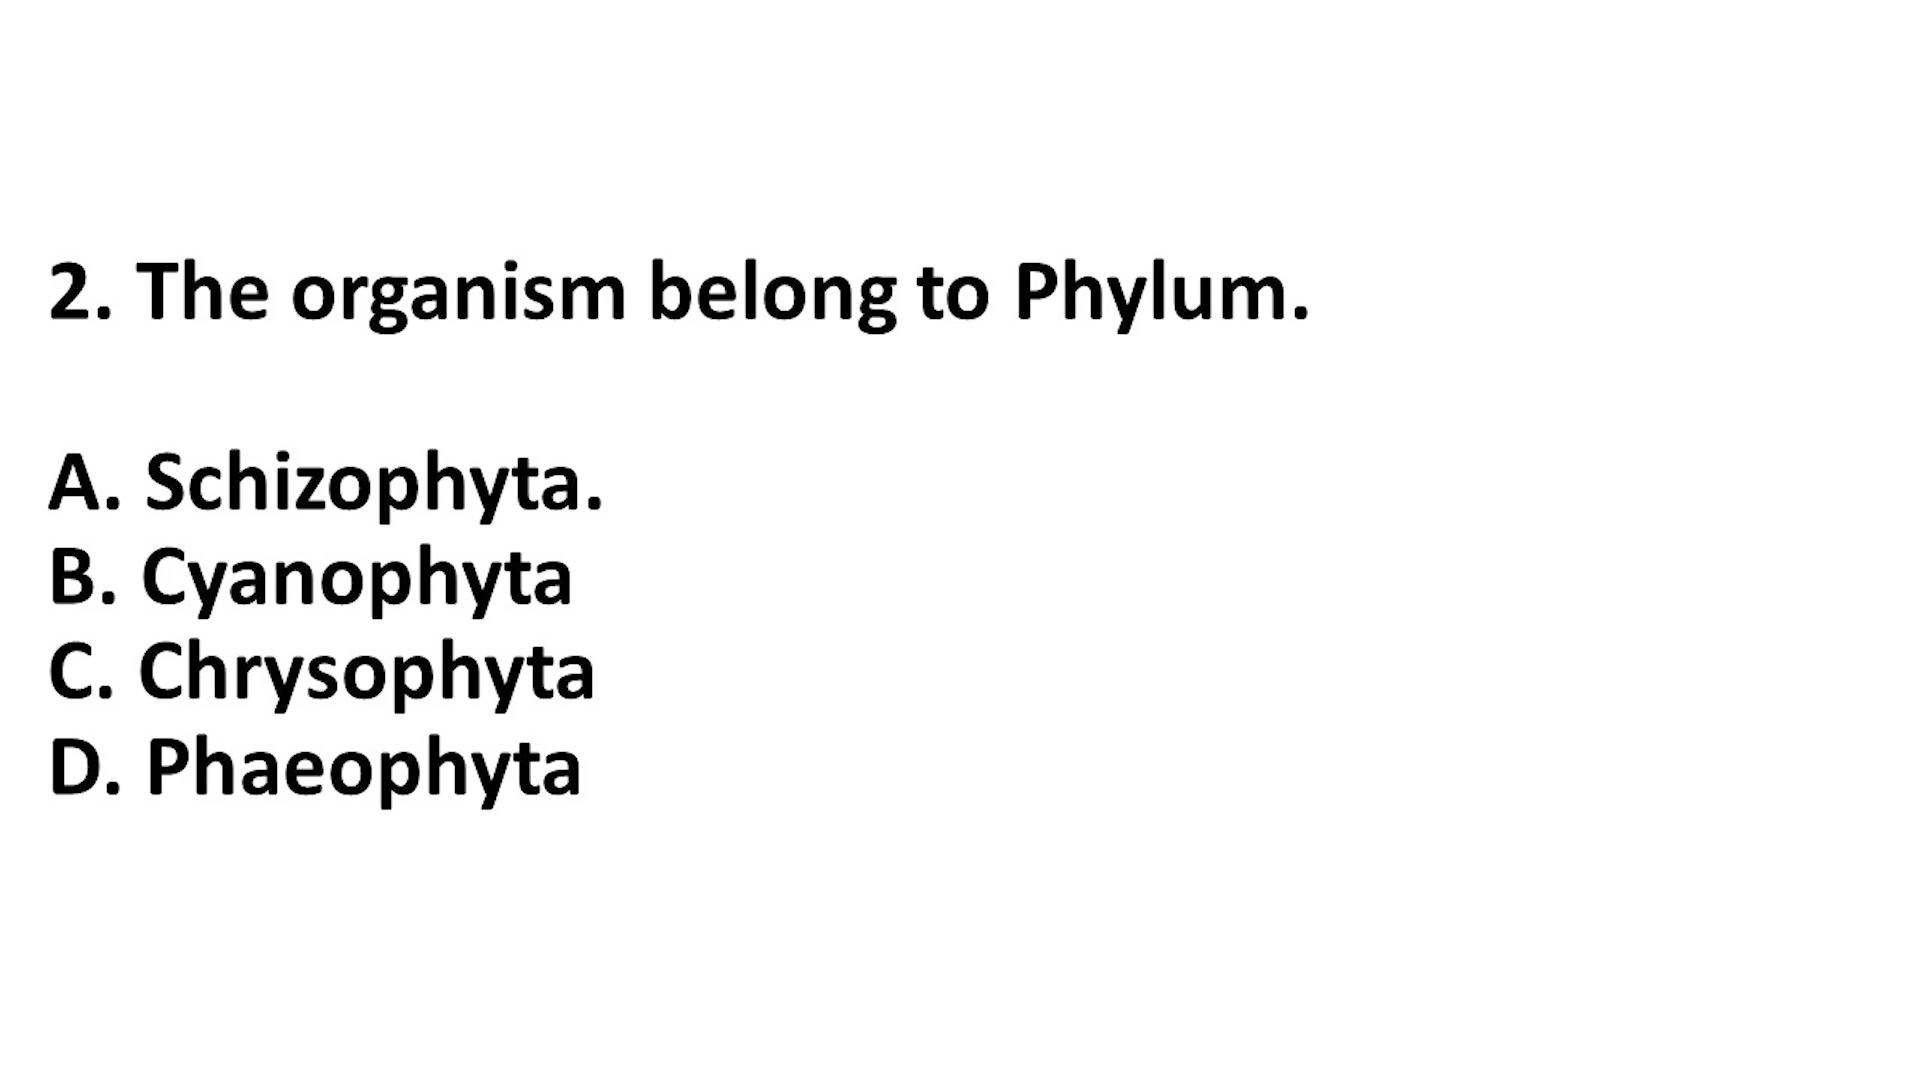 2. The organism belong to Phylum.
A. Schizophyta.
B. Cyanophyta
C. Chrysophyta
D. Phaeophyta